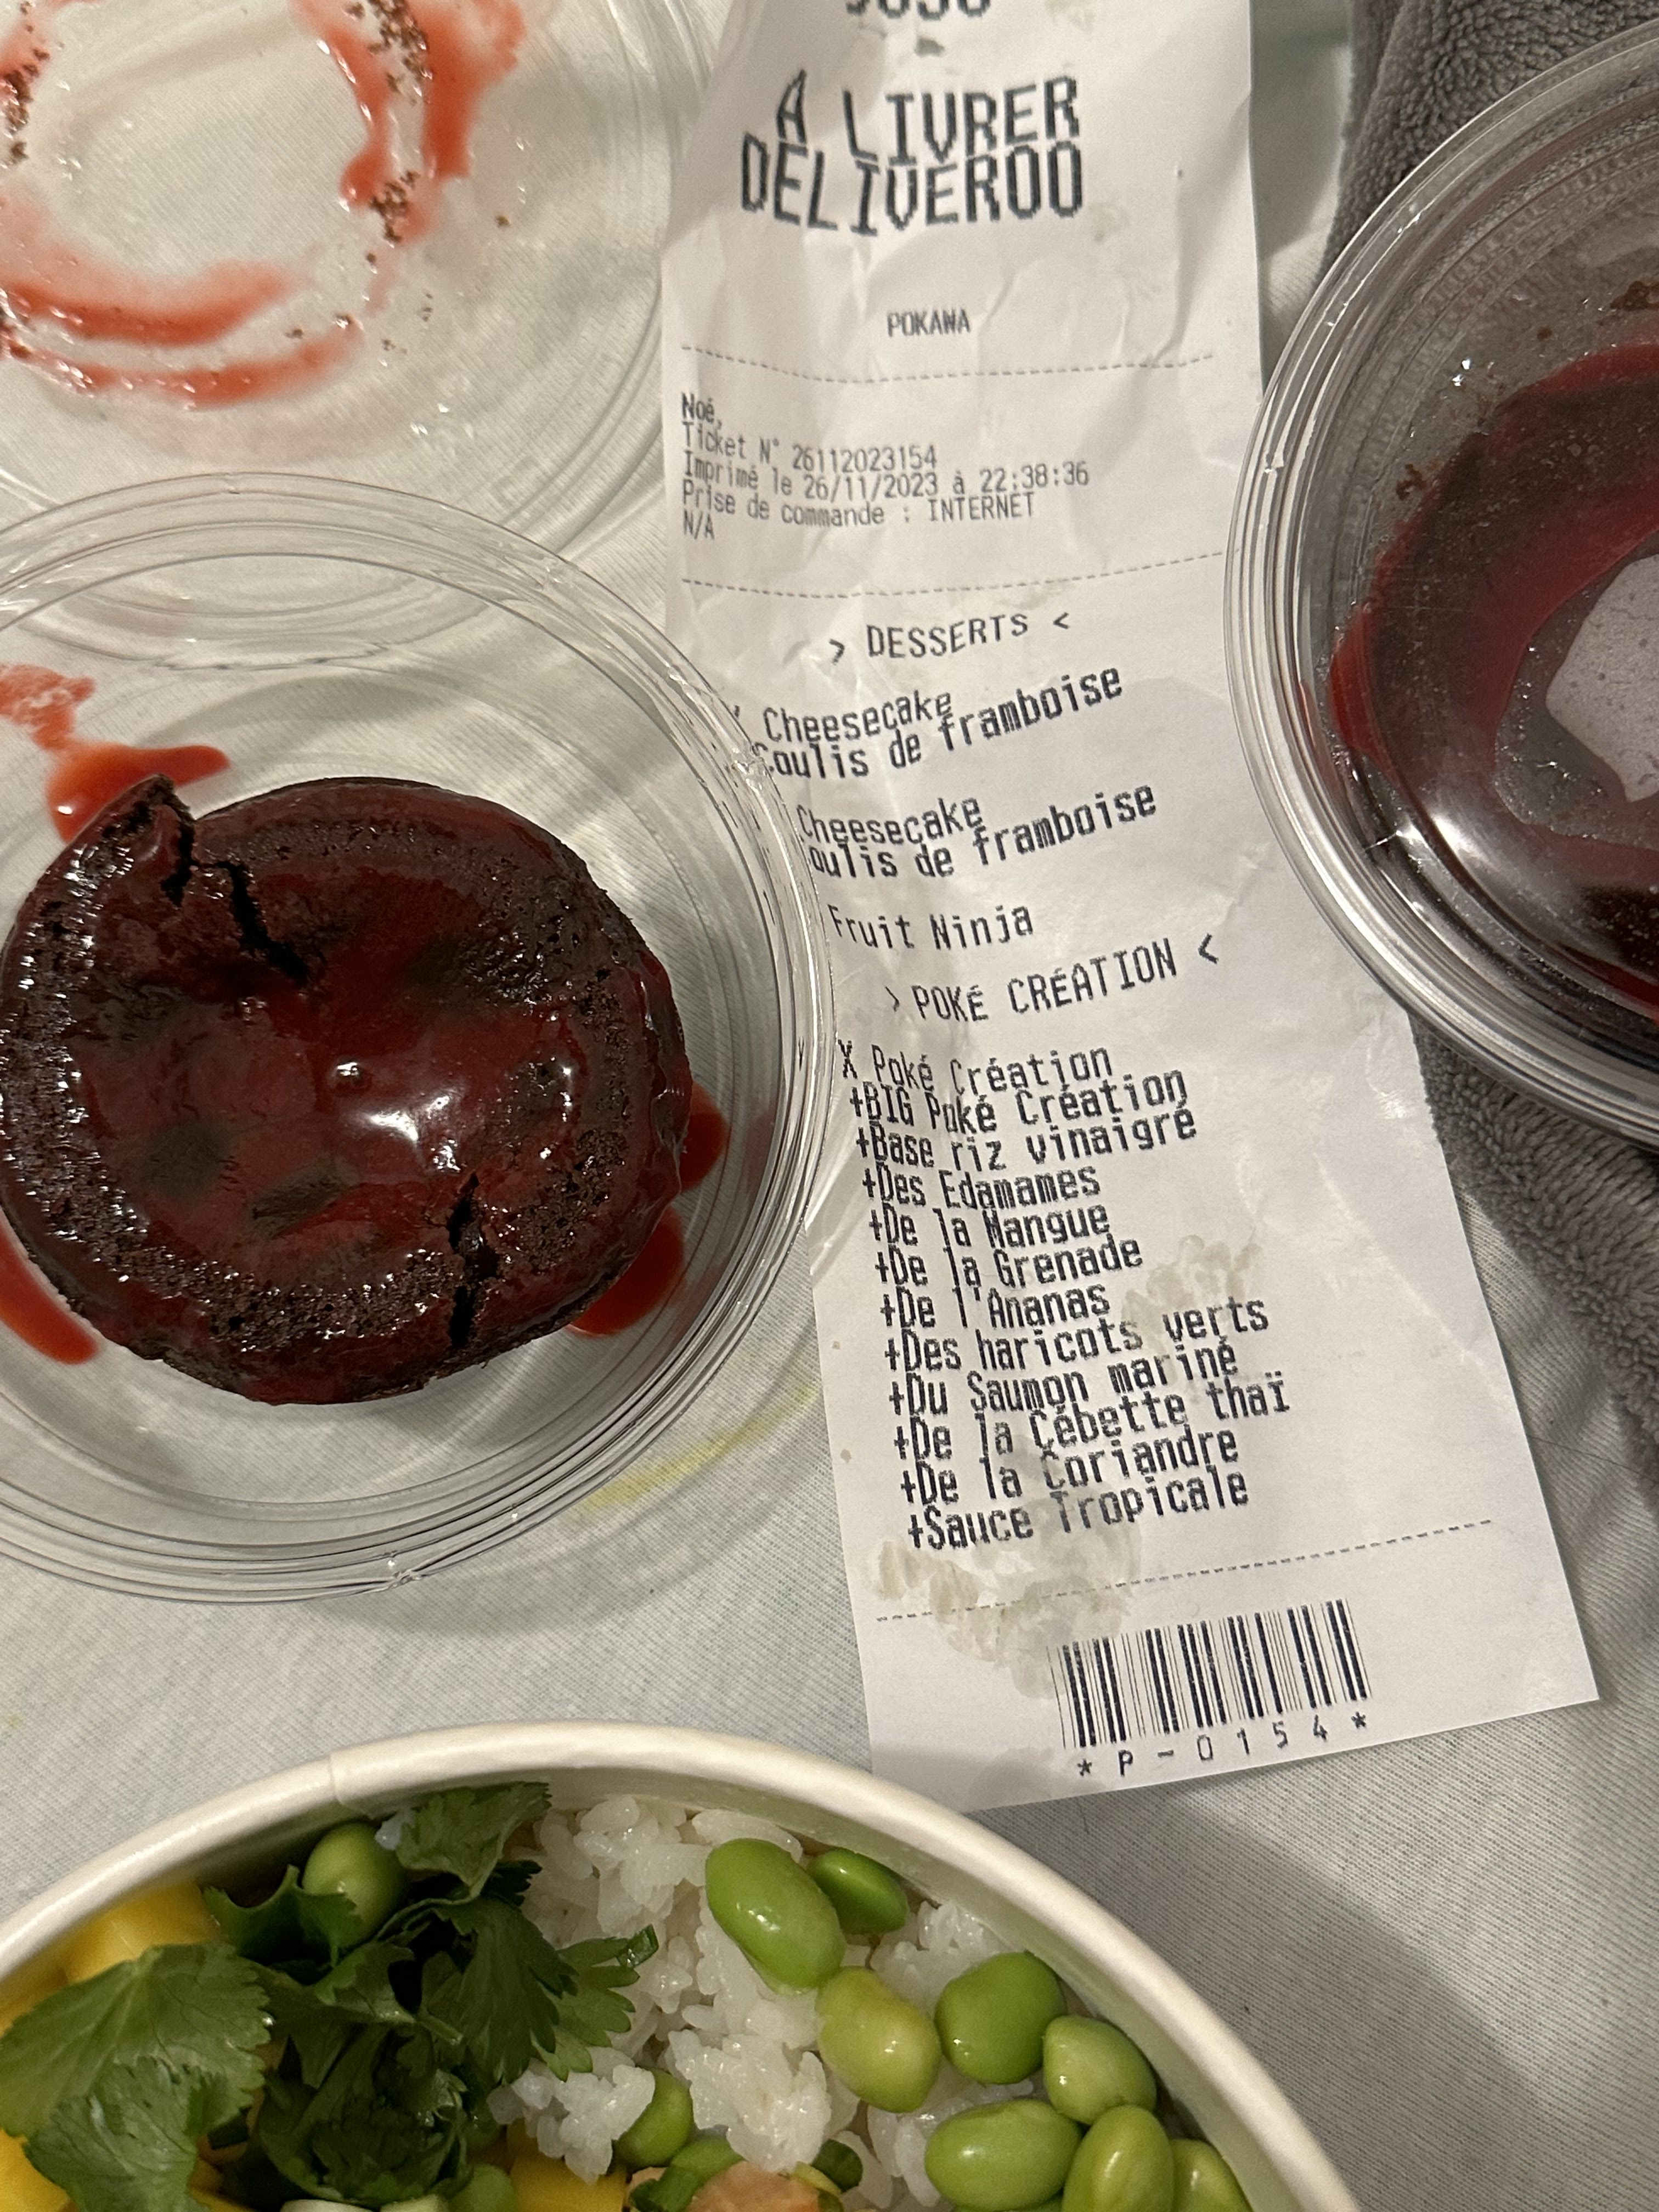 A LIVRER
DELIVEROO
POKAWA
Noé,
Ticket N° 26112023154
Imprimé le 26/11/2023 à 22:38:36
Prise de commande : INTERNET
N/A
> DESSERTS <
Cheesecake
Coulis de framboise
Cheesecake
oulis de framboise
Fruit Ninja
> POKÉ CRÉATION <
X Poké Création
+BIG Poké Création
+Base riz vinaigré
+Des Edamames
+De la Mangue
+De la Grenade
+De l'Ananas
+Des haricots verts
+Du Saumon mariné
+De la Cébette thaï
+De la Coriandre
+Sauce Tropicale
*P-0154*